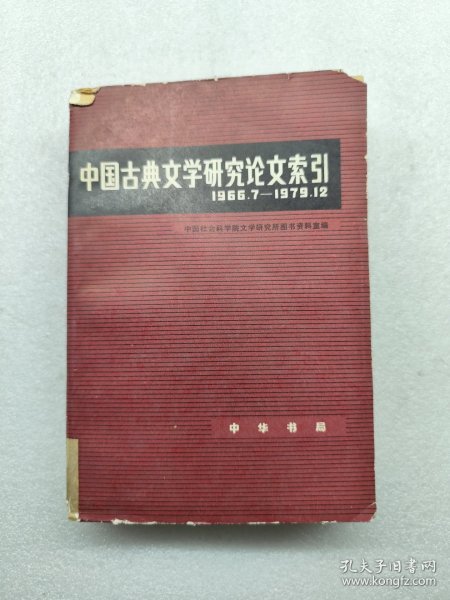 中国古典文学研究论文索引
1966.7—1979.12
中国社会科学院文学研究所图书资料室编
中华书局
孔夫子旧书网
www.kongfz.com